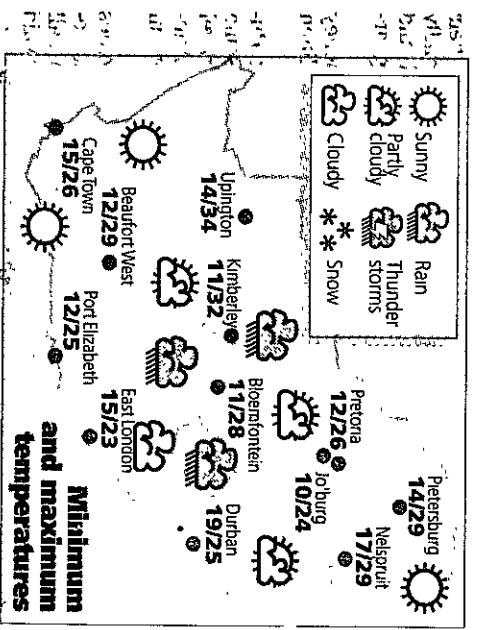 Sunny
Rain
Partly
cloudy
Thunder
storms
Cloudy
Snow
Pietersburg
14/29
Nelspruit
17/29
Pretoria
12/26
Jo'burg
10/24
Upington
14/34
Kimberley
11/32
Bloemfontein
11/28
Durban
19/25
Beaufort West
12/29
East London
15/23
Cape Town
15/26
Port Elizabeth
12/25
Minimum
and maximum
temperatures